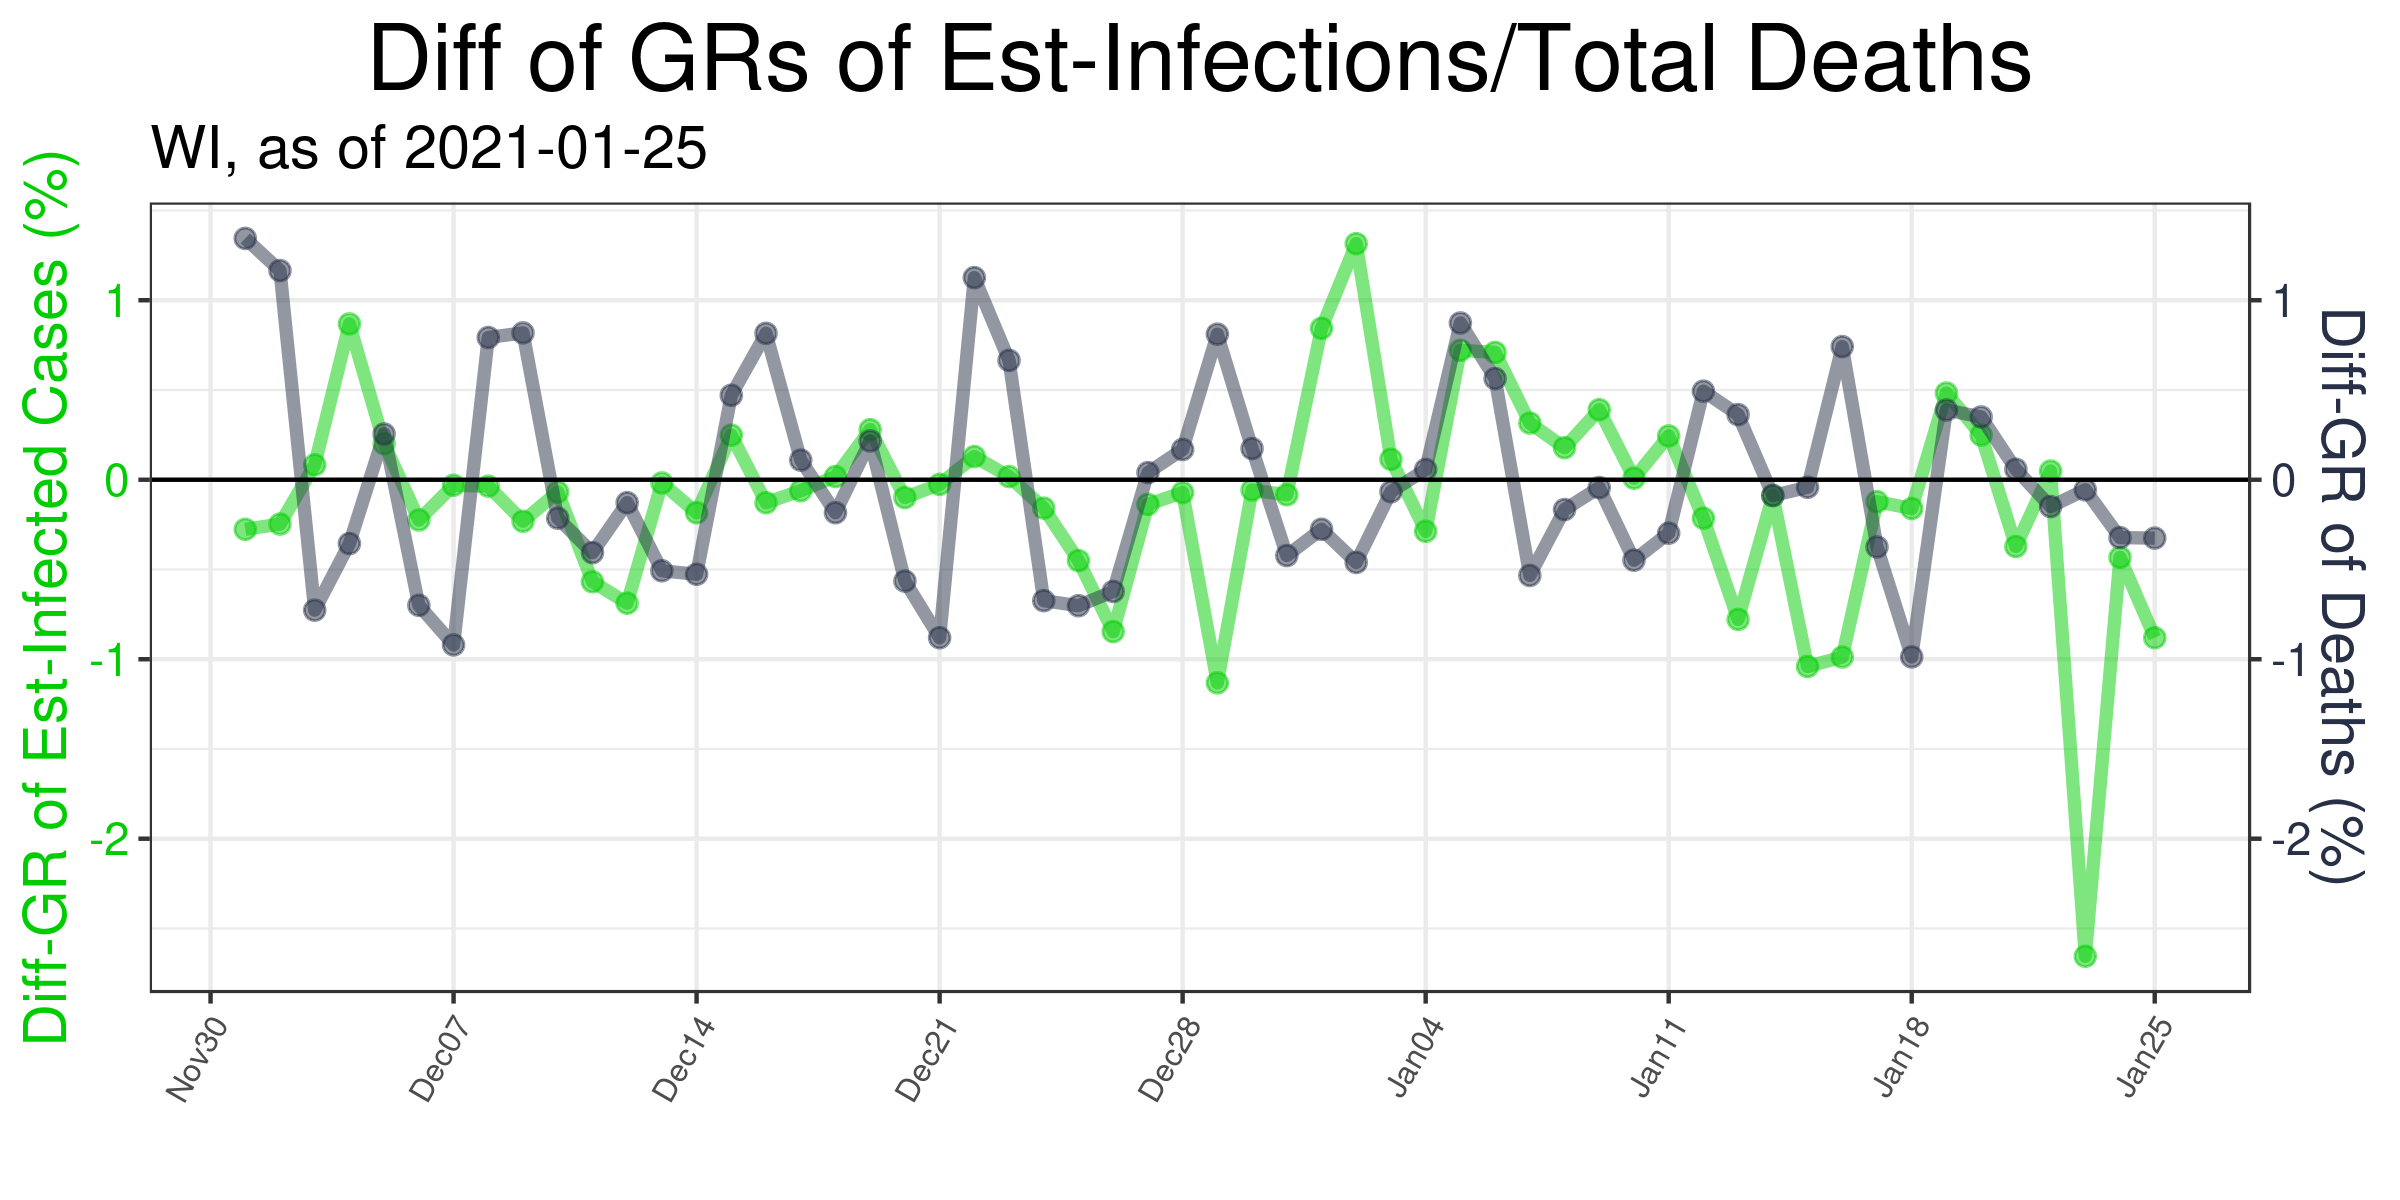 Diff of GRs of Est-Infections/Total Deaths
WI, as of 2021-01-25
Diff-GR of Est-Infected Cases (%)
1
0
-1
-2
1
0
-1
-2
Diff-GR of Deaths (%)
Nov30
Dec07
Dec14
Dec21
Dec28
Jan04
Jan11
Jan18
Jan25